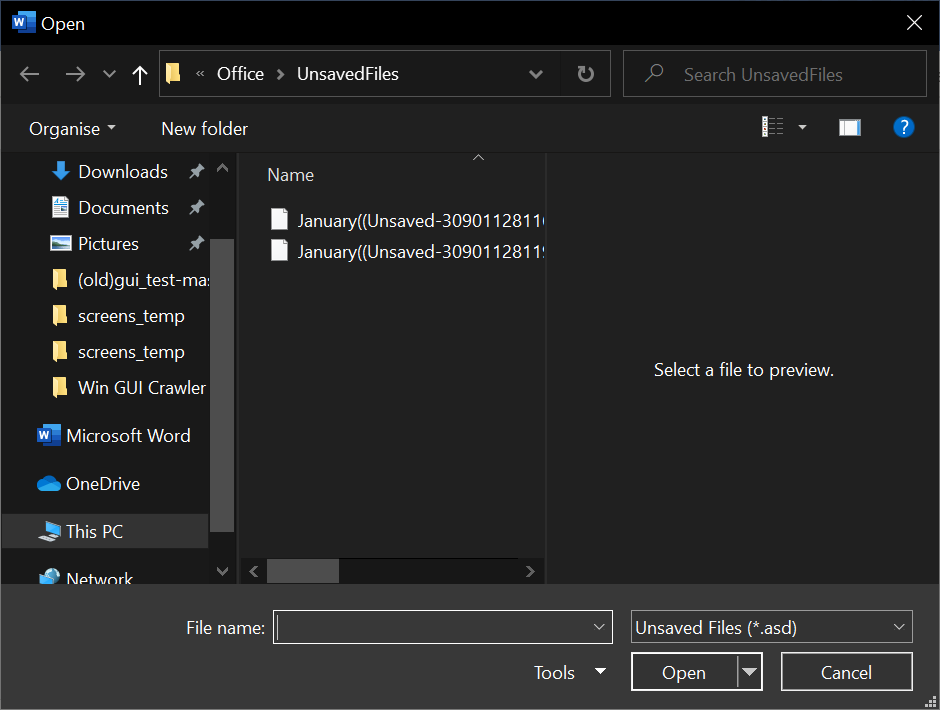 Open
« Office > UnsavedFiles
Search UnsavedFiles
Organise
New folder
Downloads
Documents
Pictures
(old)gui_test-mas
screens_temp
screens_temp
Win GUI Crawler
Microsoft Word
OneDrive
This PC
Network
Name
January((Unsaved-3090112811
January((Unsaved-3090112811
Select a file to preview.
File name:
Unsaved Files (*.asd)
Tools
Open
Cancel